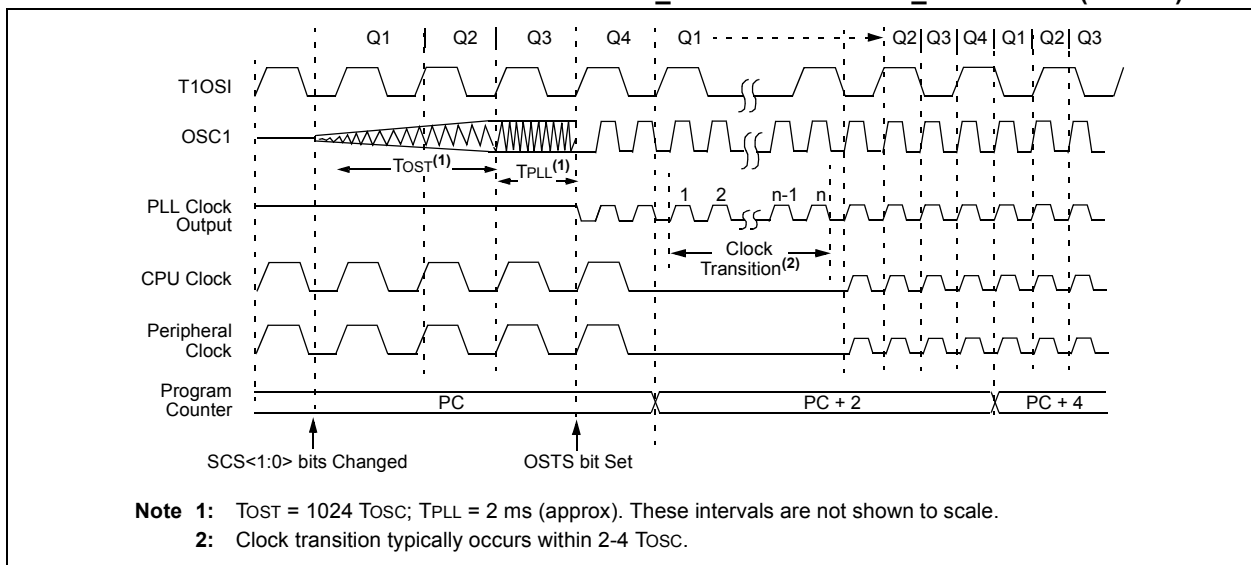 Q1 Q2 Q3 Q4 Q1 Q2 Q3 Q4 Q1 Q2 Q3
T1OSI
OSC1
TOST(1)
TPLL(1)
1 2 n-1 n
PLL Clock
Output
Clock
Transition(2)
CPU Clock
Peripheral
Clock
Program
Counter
PC PC + 2 PC + 4
SCS<1:0> bits Changed OSTS bit Set
Note 1: TOST = 1024 TOSC; TPLL = 2 ms (approx). These intervals are not shown to scale.
2: Clock transition typically occurs within 2-4 TOSC.